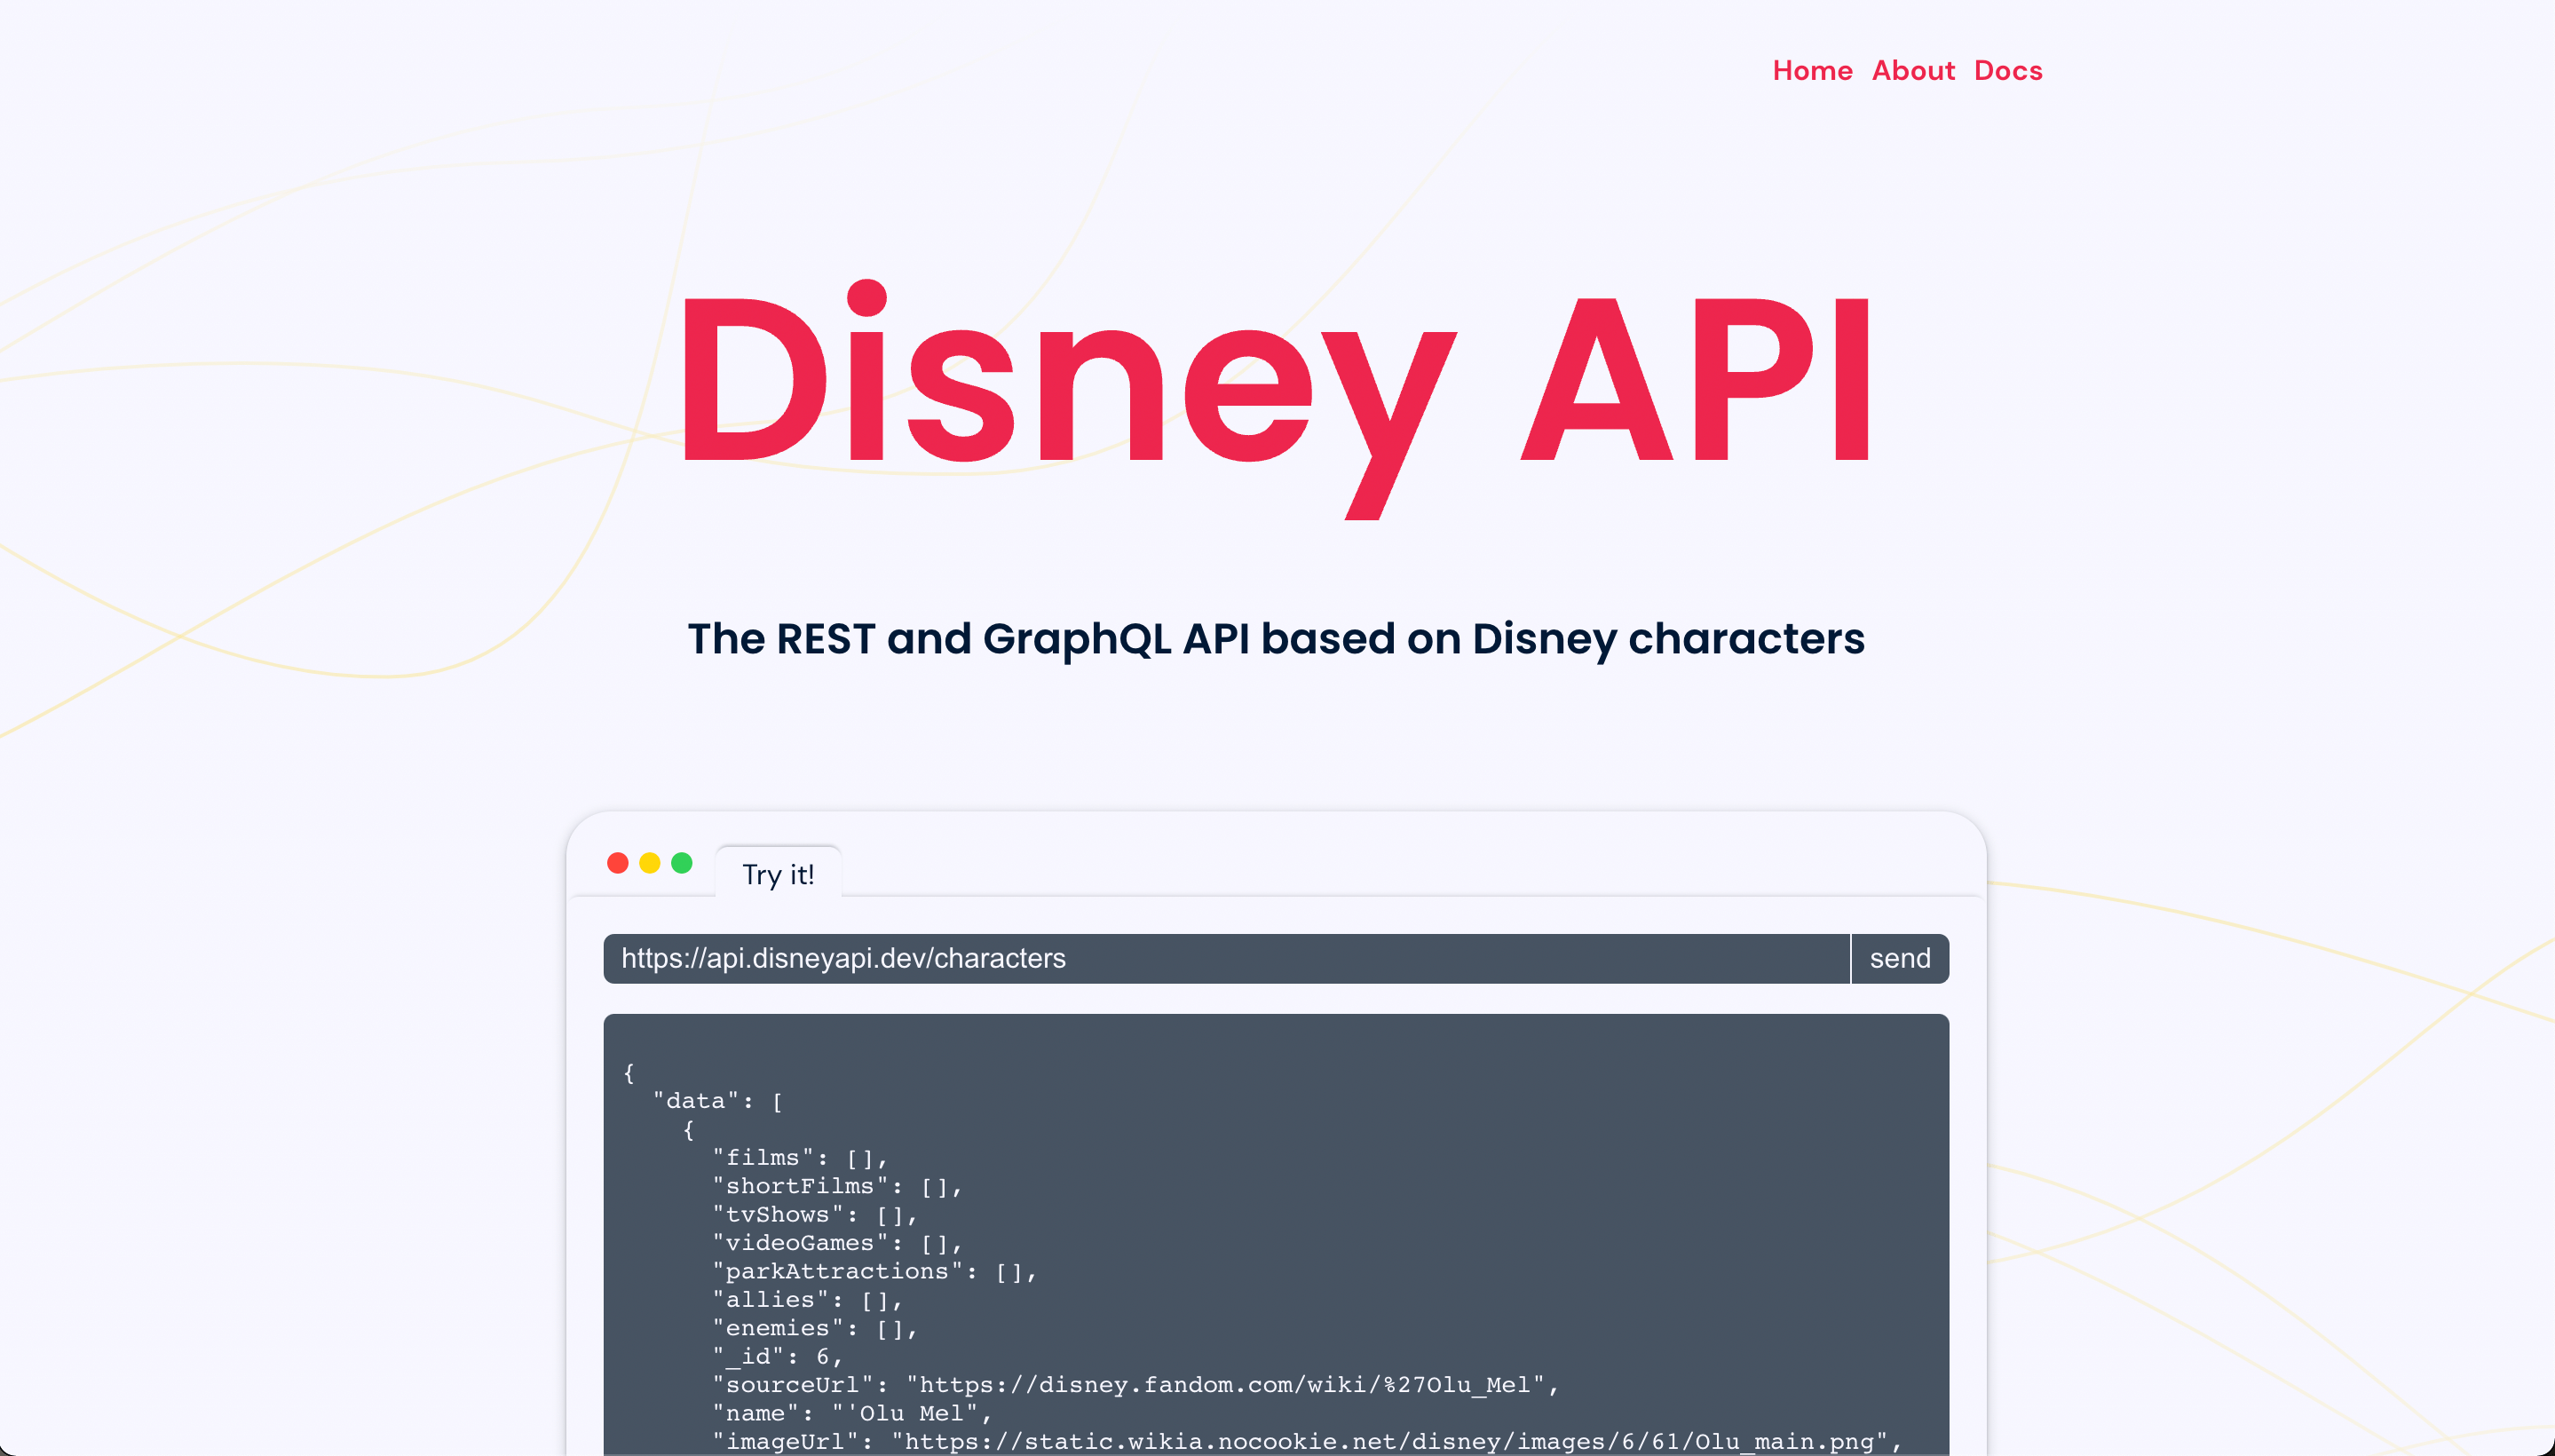 Home About Docs
Disney API
The REST and GraphQL API based on Disney characters
Try it!
https://api.disneyapi.dev/characters send
{
  "data": [
    {
      "films": [],
      "shortFilms": [],
      "tvShows": [],
      "videoGames": [],
      "parkAttractions": [],
      "allies": [],
      "enemies": [],
      "_id": 6,
      "sourceUrl": "https://disney.fandom.com/wiki/%27Olu_Mel",
      "name": "'Olu Mel",
      "imageUrl": "https://static.wikia.nocookie.net/disney/images/6/61/Olu_main.png",